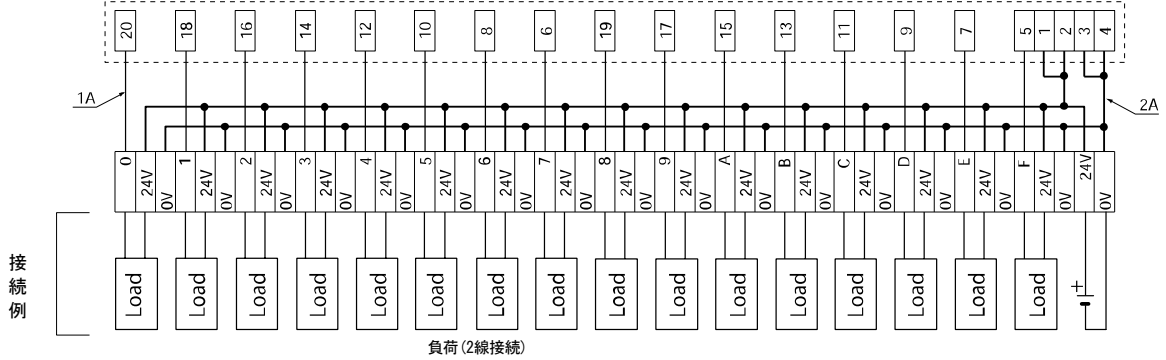 20 18 16 14 12 10 8 6 19 17 15 13 11 9 7 5 1 2 3 4
1A
2A
0 24V 0V 1 24V 0V 2 24V 0V 3 24V 0V 4 24V 0V 5 24V 0V 6 24V 0V 7 24V 0V 8 24V 0V 9 24V 0V A 24V 0V B 24V 0V C 24V 0V D 24V 0V E 24V 0V F 24V 0V 24V 0V
接続例
Load Load Load Load Load Load Load Load Load Load Load Load Load Load Load Load
+
負荷(2線接続)